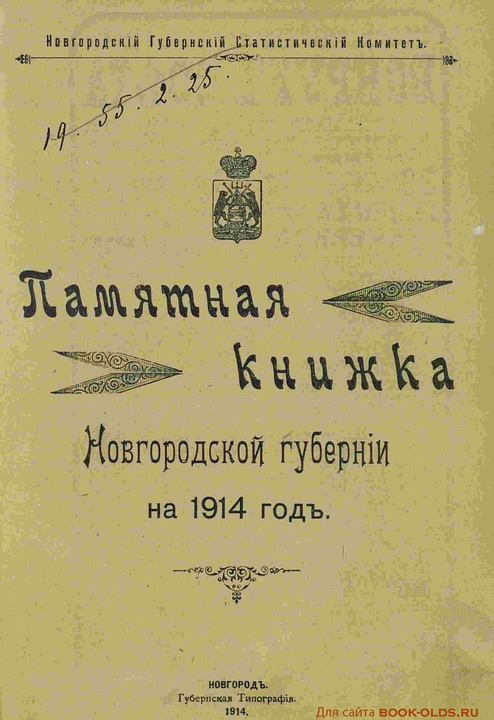 Новгородскій Губернскій Статистическій Комитетъ.
19. 55. 2. 25.
Памятная
книжка
Новгородской губерніи
на 1914 годъ.
НОВГОРОДЪ.
Губернская Типографія.
1914.
Для сайта BOOK-OLDS.RU